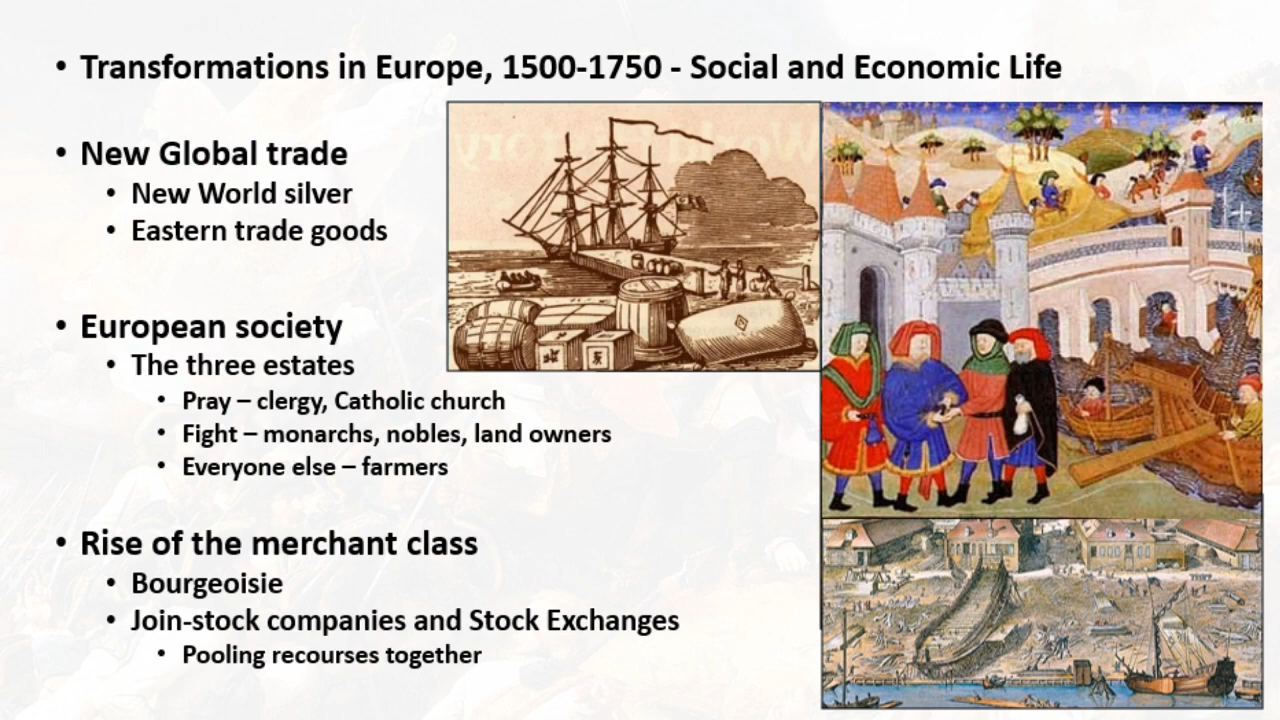 • Transformations in Europe, 1500-1750 - Social and Economic Life
• New Global trade
• New World silver
• Eastern trade goods
• European society
• The three estates
• Pray – clergy, Catholic church
• Fight – monarchs, nobles, land owners
• Everyone else – farmers
• Rise of the merchant class
• Bourgeoisie
• Join-stock companies and Stock Exchanges
• Pooling recourses together